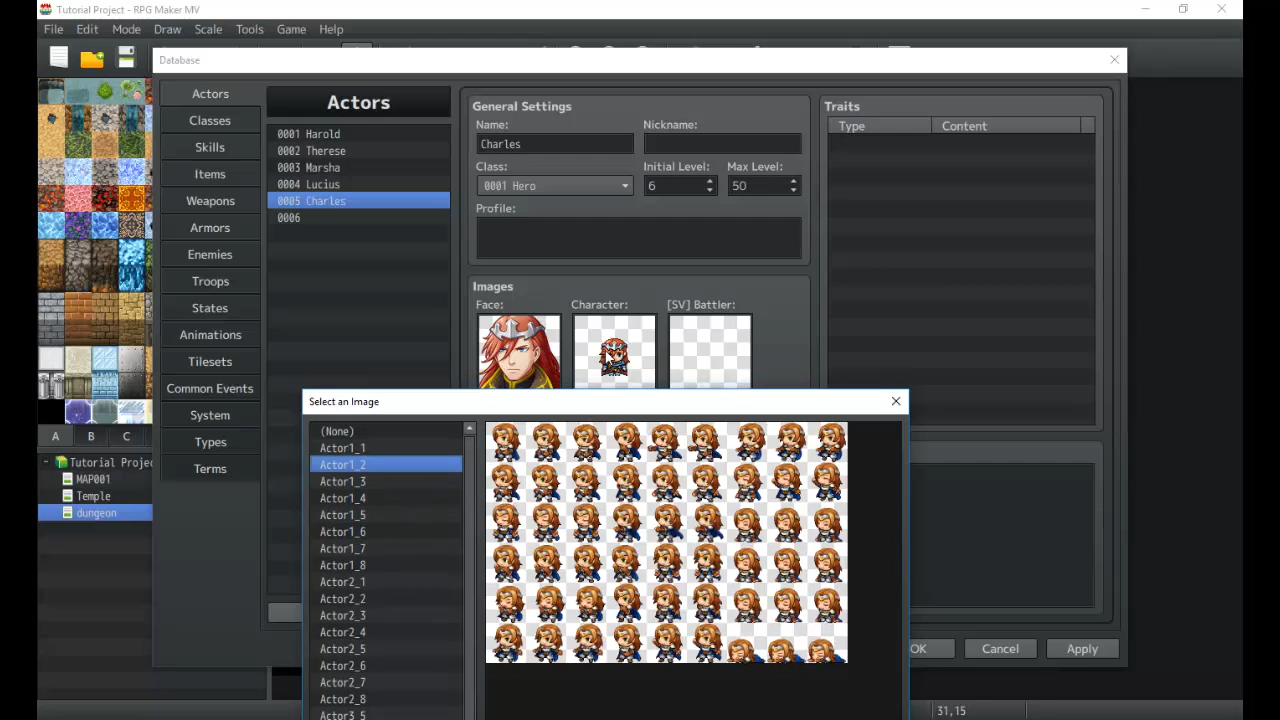 Tutorial Project - RPG Maker MV
File Edit Mode Draw Scale Tools Game Help
Database
Actors
Classes
Skills
Items
Weapons
Armors
Enemies
Troops
States
Animations
Tilesets
Common Events
System
Types
Terms
Actors
0001 Harold
0002 Therese
0003 Marsha
0004 Lucius
0005 Charles
0006
General Settings
Name:
Nickname:
Charles
Class:
Initial Level:
Max Level:
0001 Hero
6
50
Profile:
Images
Face:
Character:
[SV] Battler:
Traits
Type
Content
Select an Image
(None)
Actor1_1
Actor1_2
Actor1_3
Actor1_4
Actor1_5
Actor1_6
Actor1_7
Actor1_8
Actor2_1
Actor2_2
Actor2_3
Actor2_4
Actor2_5
Actor2_6
Actor2_7
Actor2_8
Actor3_5
A B C
Tutorial Projec
MAP001
Temple
dungeon
OK
Cancel
Apply
31,15